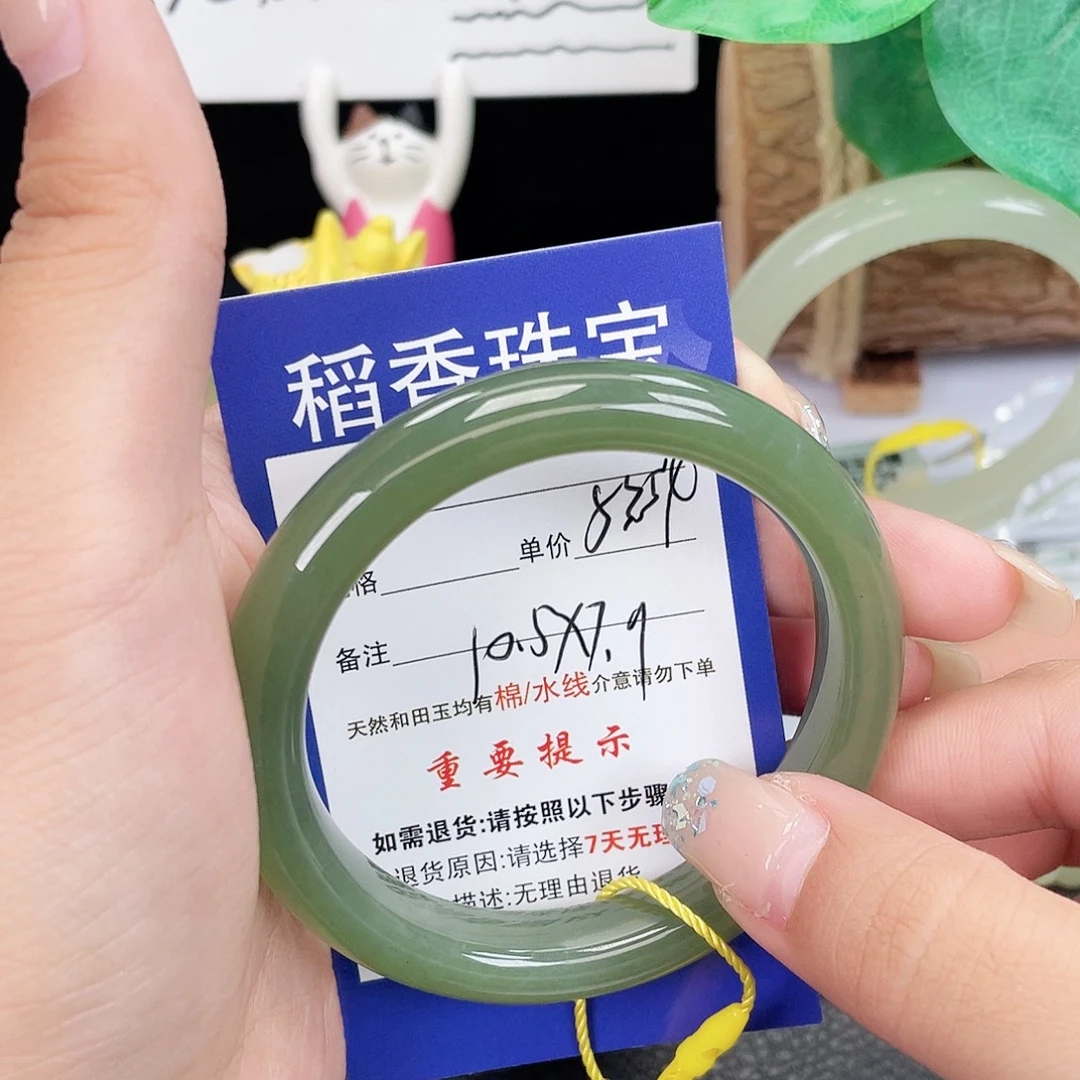 稻香珠宝
单价
格
备注 10.5X7.9
天然和田玉均有棉/水线介意请勿下单
重要提示
如需退货:请按照以下步骤
退货原因:请选择7天无理
描述:无理由退货